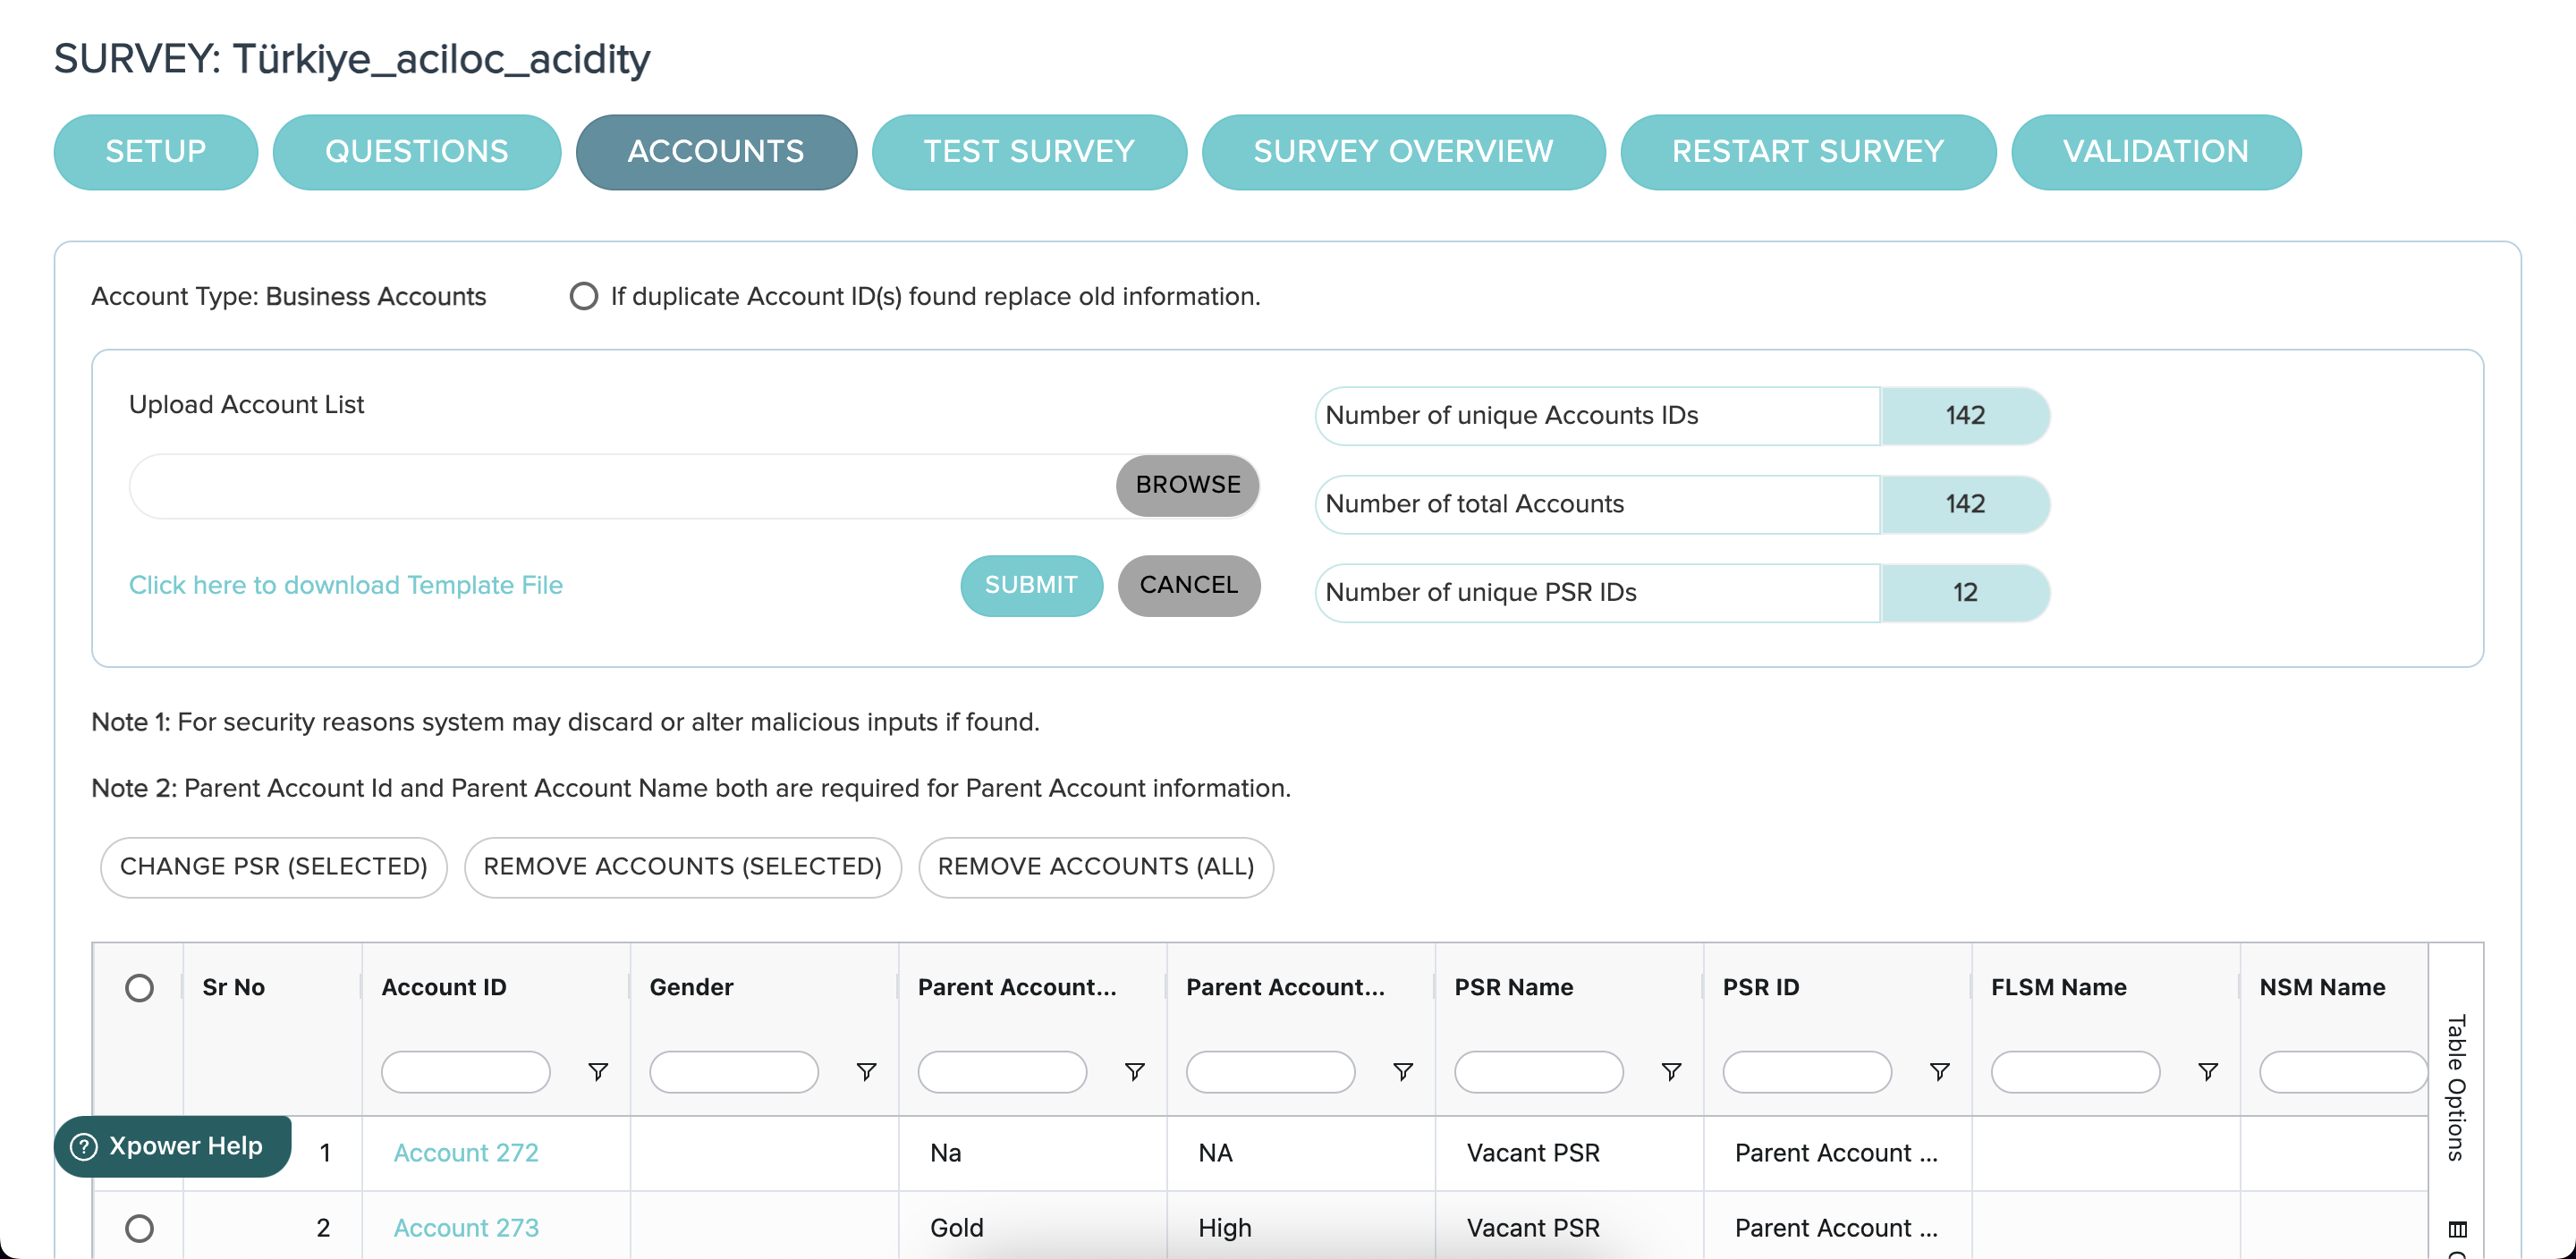 SURVEY: Türkiye_aciloc_acidity
SETUP QUESTIONS ACCOUNTS TEST SURVEY SURVEY OVERVIEW RESTART SURVEY VALIDATION
Account Type: Business Accounts If duplicate Account ID(s) found replace old information.
Upload Account List
BROWSE
Click here to download Template File SUBMIT CANCEL
Number of unique Accounts IDs 142
Number of total Accounts 142
Number of unique PSR IDs 12
Note 1: For security reasons system may discard or alter malicious inputs if found.
Note 2: Parent Account Id and Parent Account Name both are required for Parent Account information.
CHANGE PSR (SELECTED) REMOVE ACCOUNTS (SELECTED) REMOVE ACCOUNTS (ALL)
Sr No Account ID Gender Parent Account... Parent Account... PSR Name PSR ID FLSM Name NSM Name
Table Options
Xpower Help
1 Account 272 Na NA Vacant PSR Parent Account ...
2 Account 273 Gold High Vacant PSR Parent Account ...